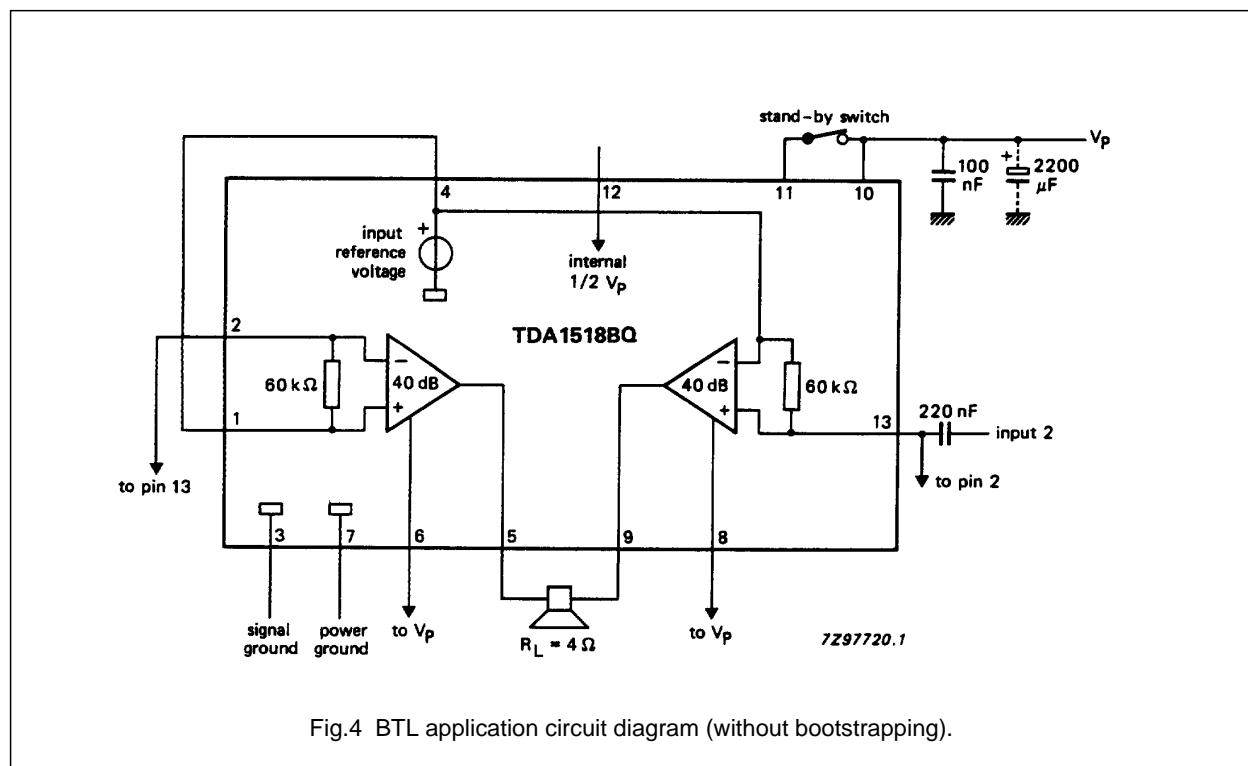 stand-by switch
Vp
100
nF
+
2200
µF
4
12
11
10
input
reference
voltage
+
internal
1/2 Vp
TDA1518BQ
2
60 kΩ
−
40 dB
+
−
40 dB
+
60 kΩ
1
220 nF
13
input 2
to pin 13
to pin 2
3
7
6
5
9
8
signal
ground
power
ground
to Vp
RL = 4 Ω
to Vp
7Z97720.1
Fig.4 BTL application circuit diagram (without bootstrapping).